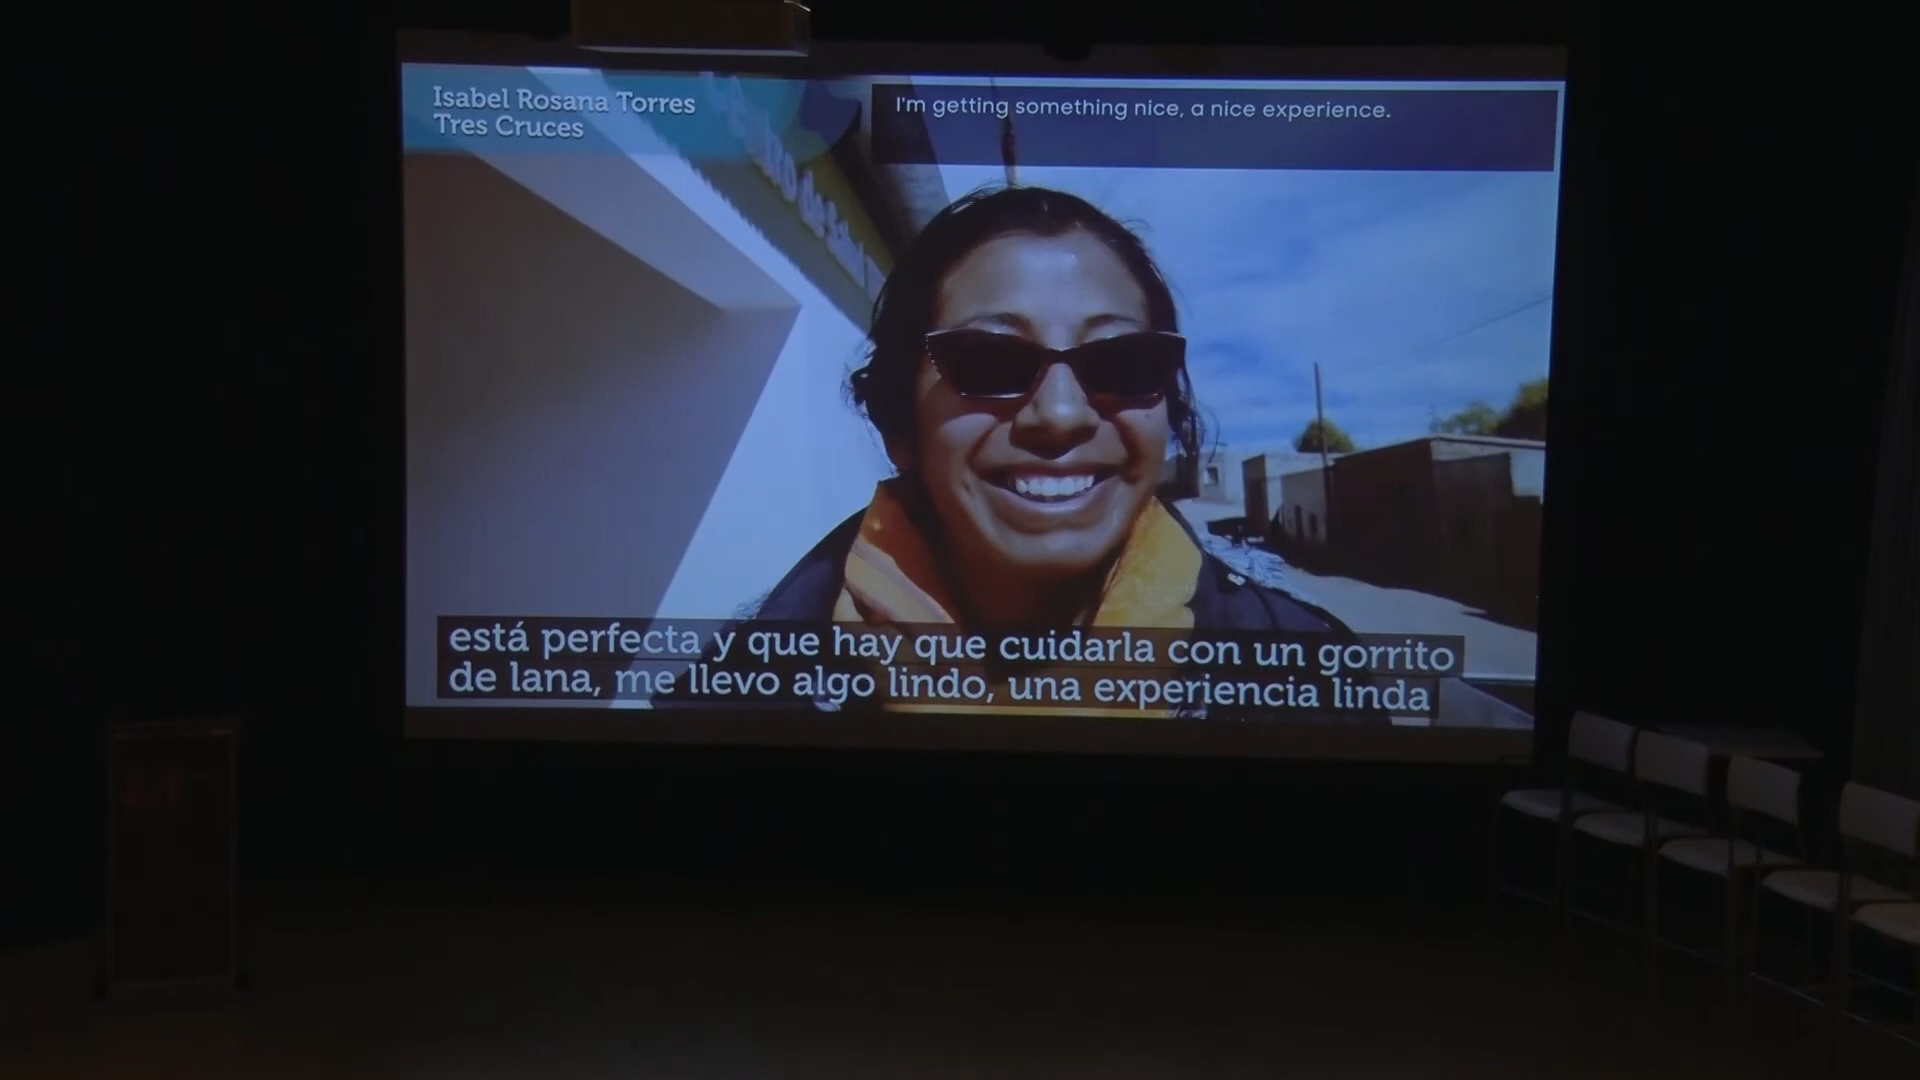 Isabel Rosana Torres
Tres Cruces
I'm getting something nice, a nice experience.
está perfecta y que hay que cuidarla con un gorrito
de lana, me llevo algo lindo, una experiencia linda